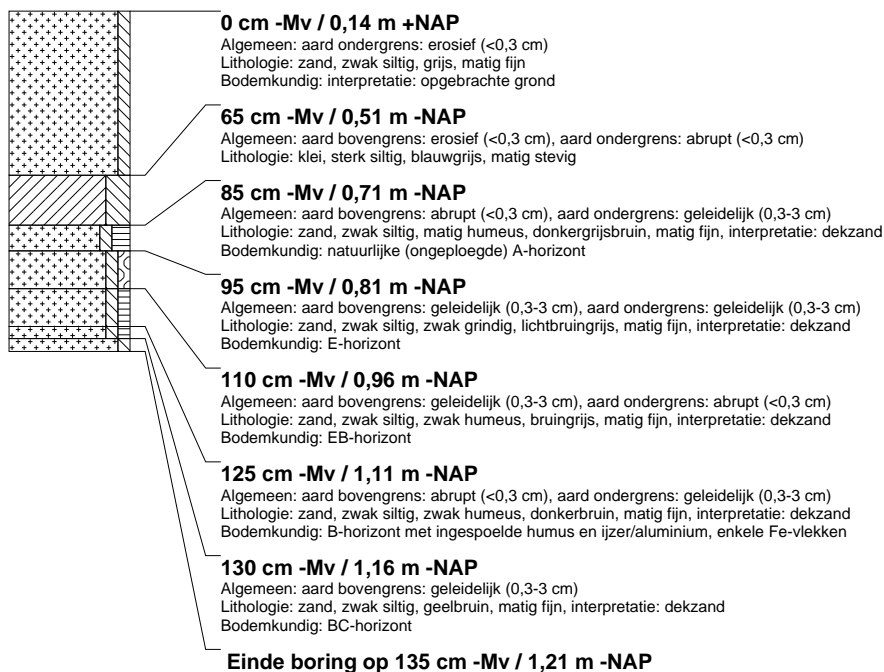 0 cm -Mv / 0,14 m +NAP
Algemeen: aard ondergrens: erosief (<0,3 cm)
Lithologie: zand, zwak siltig, grijs, matig fijn
Bodemkundig: interpretatie: opgebrachte grond
65 cm -Mv / 0,51 m -NAP
Algemeen: aard bovengrens: erosief (<0,3 cm), aard ondergrens: abrupt (<0,3 cm)
Lithologie: klei, sterk siltig, blauwgrijs, matig stevig
85 cm -Mv / 0,71 m -NAP
Algemeen: aard bovengrens: abrupt (<0,3 cm), aard ondergrens: geleidelijk (0,3-3 cm)
Lithologie: zand, zwak siltig, matig humeus, donkergrijsbruin, matig fijn, interpretatie: dekzand
Bodemkundig: natuurlijke (ongeploegde) A-horizont
95 cm -Mv / 0,81 m -NAP
Algemeen: aard bovengrens: geleidelijk (0,3-3 cm), aard ondergrens: geleidelijk (0,3-3 cm)
Lithologie: zand, zwak siltig, zwak grindig, lichtbruingrijs, matig fijn, interpretatie: dekzand
Bodemkundig: E-horizont
110 cm -Mv / 0,96 m -NAP
Algemeen: aard bovengrens: geleidelijk (0,3-3 cm), aard ondergrens: abrupt (<0,3 cm)
Lithologie: zand, zwak siltig, zwak humeus, bruingrijs, matig fijn, interpretatie: dekzand
Bodemkundig: EB-horizont
125 cm -Mv / 1,11 m -NAP
Algemeen: aard bovengrens: abrupt (<0,3 cm), aard ondergrens: geleidelijk (0,3-3 cm)
Lithologie: zand, zwak siltig, zwak humeus, donkerbruin, matig fijn, interpretatie: dekzand
Bodemkundig: B-horizont met ingespoelde humus en ijzer/aluminium, enkele Fe-vlekken
130 cm -Mv / 1,16 m -NAP
Algemeen: aard bovengrens: geleidelijk (0,3-3 cm)
Lithologie: zand, zwak siltig, geelbruin, matig fijn, interpretatie: dekzand
Bodemkundig: BC-horizont
Einde boring op 135 cm -Mv / 1,21 m -NAP